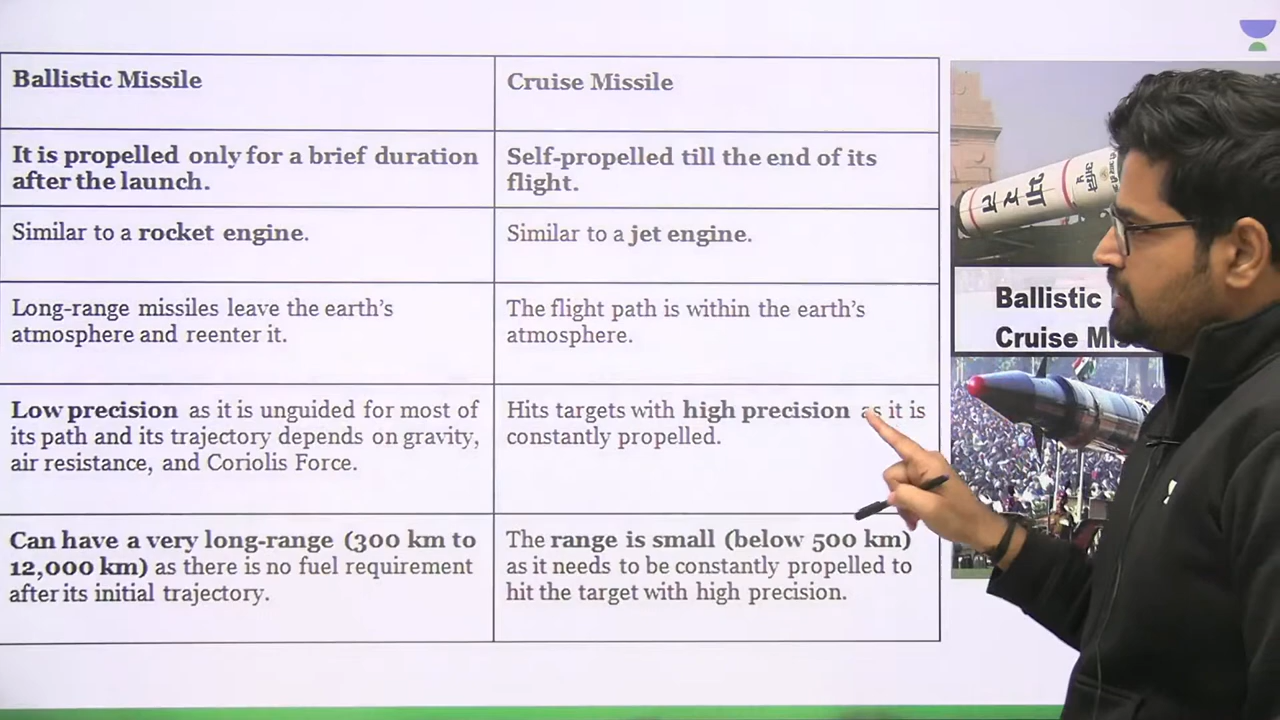 Ballistic Missile
Cruise Missile
It is propelled only for a brief duration
after the launch.
Self-propelled till the end of its
flight.
Similar to a rocket engine.
Similar to a jet engine.
Long-range missiles leave the earth’s
atmosphere and reenter it.
The flight path is within the earth’s
atmosphere.
Low precision as it is unguided for most of
its path and its trajectory depends on gravity,
air resistance, and Coriolis Force.
Hits targets with high precision as it is
constantly propelled.
Can have a very long-range (300 km to
12,000 km) as there is no fuel requirement
after its initial trajectory.
The range is small (below 500 km)
as it needs to be constantly propelled to
hit the target with high precision.
Ballistic
Cruise